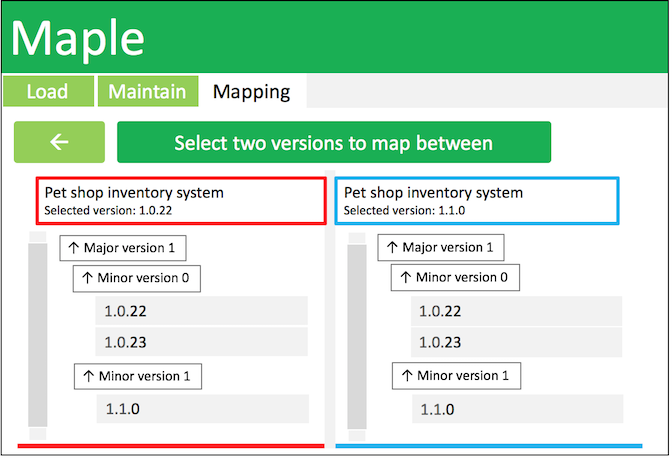 Maple
Load Maintain Mapping
← Select two versions to map between
Pet shop inventory system
Selected version: 1.0.22
↑ Major version 1
↑ Minor version 0
1.0.22
1.0.23
↑ Minor version 1
1.1.0
Pet shop inventory system
Selected version: 1.1.0
↑ Major version 1
↑ Minor version 0
1.0.22
1.0.23
↑ Minor version 1
1.1.0